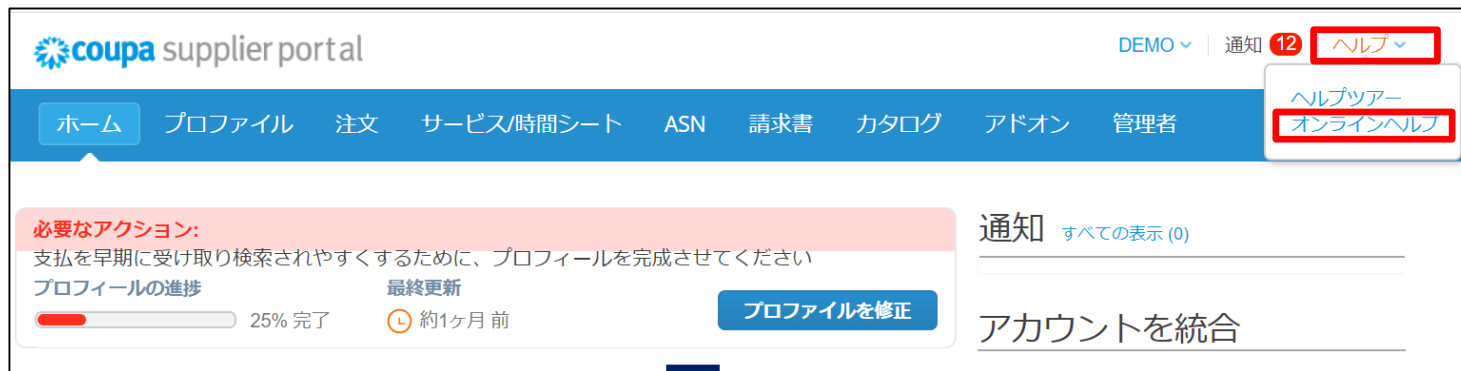 coupa supplier portal
DEMO 通知 12 ヘルプ
ヘルプツアー
オンラインヘルプ
ホーム プロファイル 注文 サービス/時間シート ASN 請求書 カタログ アドオン 管理者
必要なアクション:
支払を早期に受け取り検索されやすくするために、プロフィールを完成させてください
プロフィールの進捗 最終更新
25% 完了 約1ヶ月 前
プロファイルを修正
通知 すべての表示 (0)
アカウントを統合